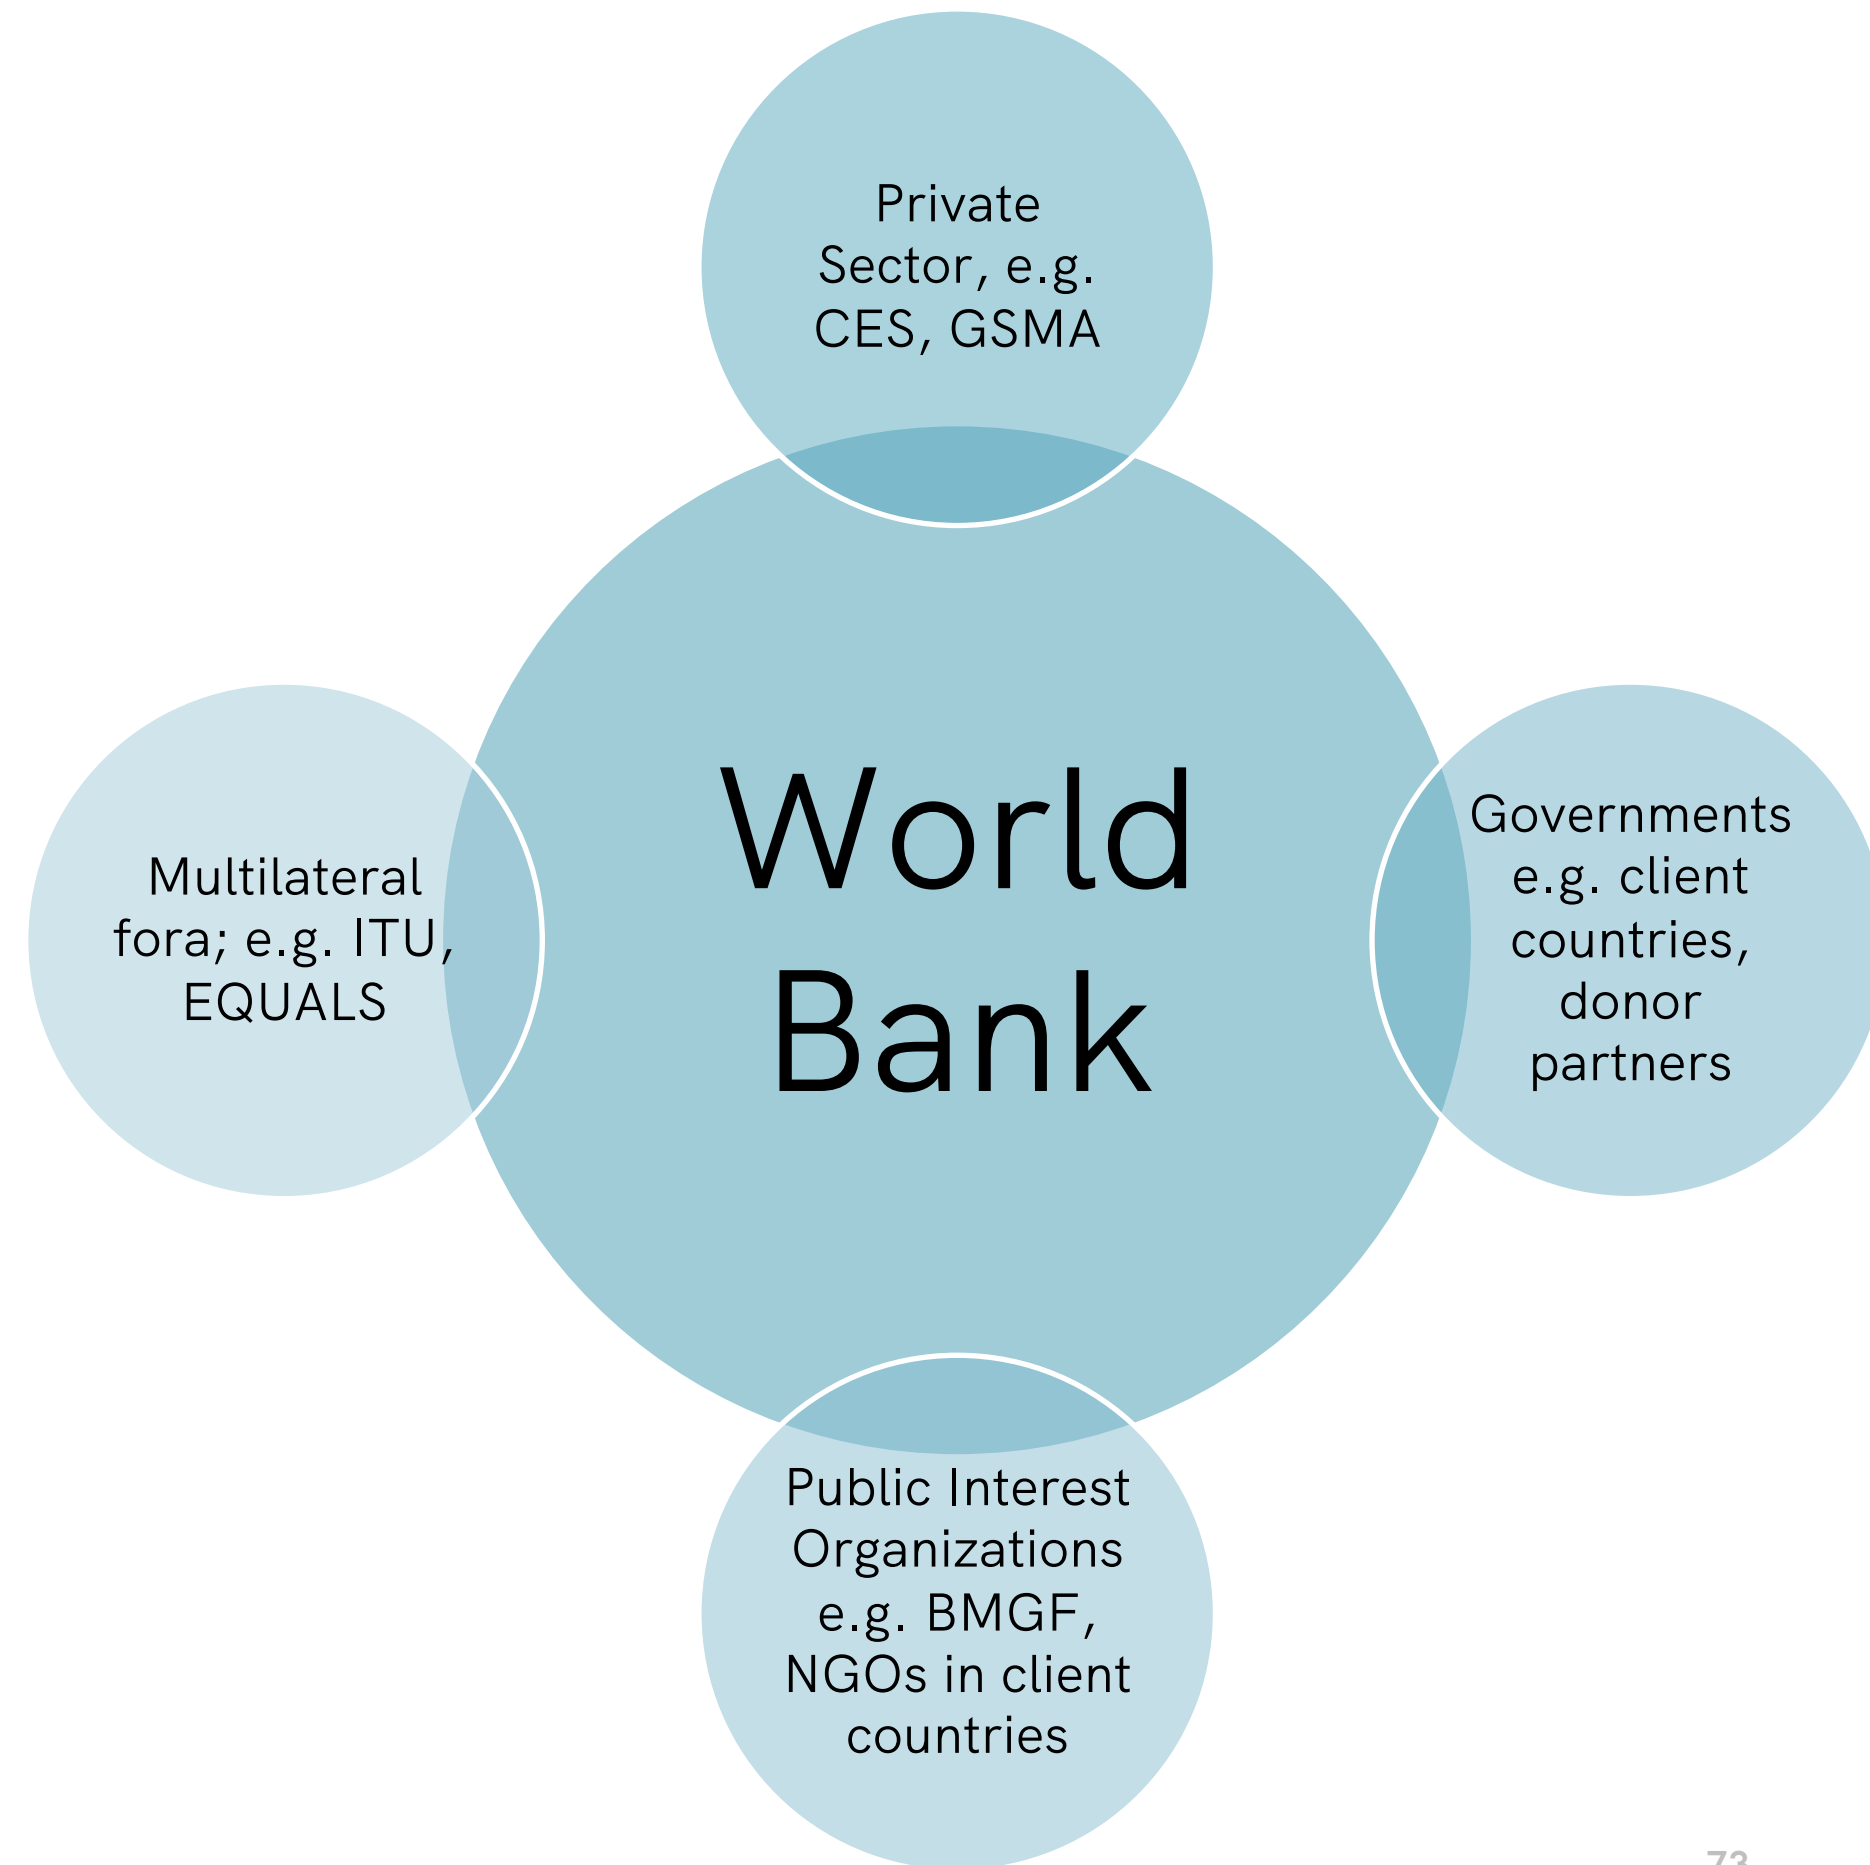 Private
Sector, e.g.
CES, GSMA
World
Bank
Multilateral
fora; e.g. ITU,
EQUALS
Governments
e.g. client
countries,
donor
partners
Public Interest
Organizations
e.g. BMGF,
NGOs in client
countries
73